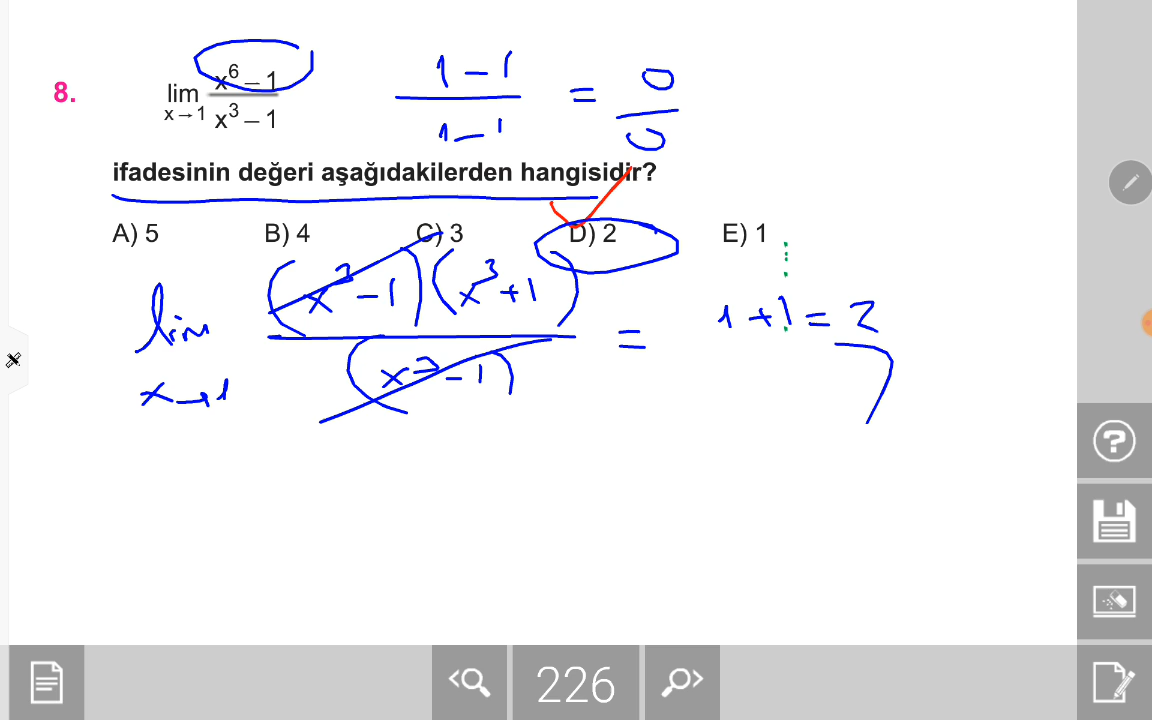 8. lim x→1 (x⁶ – 1)/(x³ – 1)
(1 – 1)/(1 – 1) = 0/0
ifadesinin değeri aşağıdakilerden hangisidir?
A) 5 B) 4 C) 3 D) 2 E) 1
lim x→1 (x³ – 1)(x³ + 1)/(x³ – 1) = 1 + 1 = 2
226